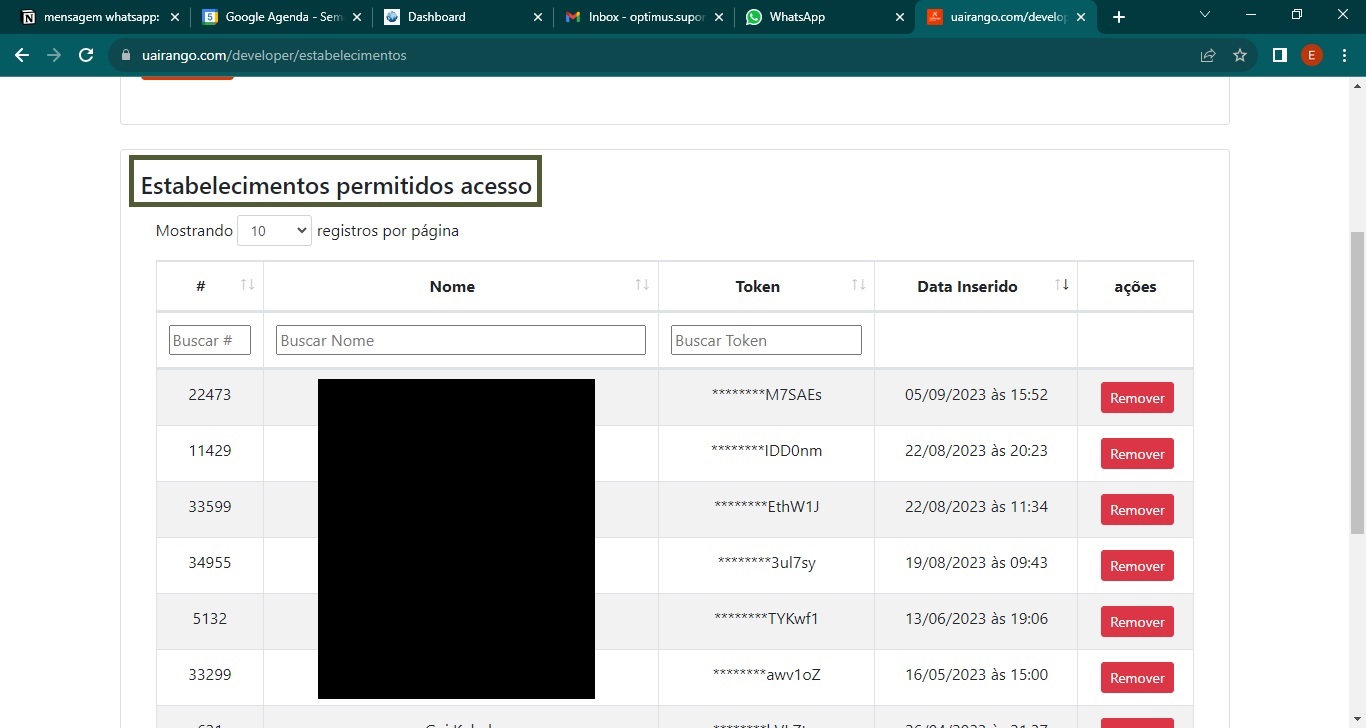 mensagem whatsapp:
Google Agenda - Sem
Dashboard
Inbox - optimus.supor
WhatsApp
uairango.com/develop
uairango.com/developer/estabelecimentos
E
Estabelecimentos permitidos acesso
Mostrando 10 registros por página
# Nome Token Data Inserido ações
Buscar # Buscar Nome Buscar Token
22473 ********M7SAEs 05/09/2023 às 15:52 Remover
11429 ********IDD0nm 22/08/2023 às 20:23 Remover
33599 ********EthW1J 22/08/2023 às 11:34 Remover
34955 ********3ul7sy 19/08/2023 às 09:43 Remover
5132 ********TYKwf1 13/06/2023 às 19:06 Remover
33299 ********awv1oZ 16/05/2023 às 15:00 Remover